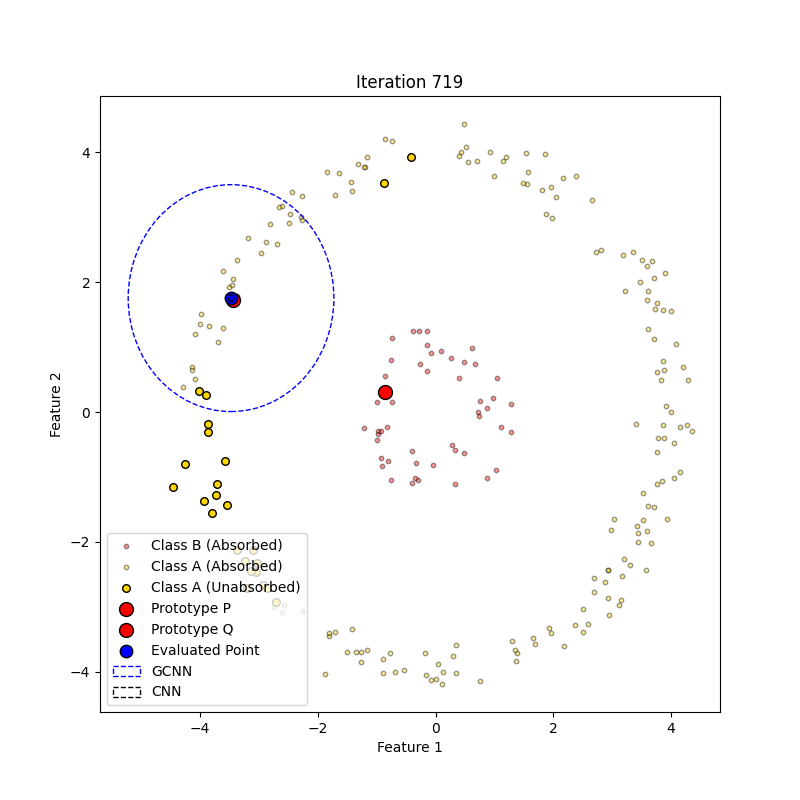 Iteration 719
4
2
0
−2
−4
Feature 2
Class B (Absorbed)
Class A (Absorbed)
Class A (Unabsorbed)
Prototype P
Prototype Q
Evaluated Point
GCNN
CNN
−4
−2
0
2
4
Feature 1